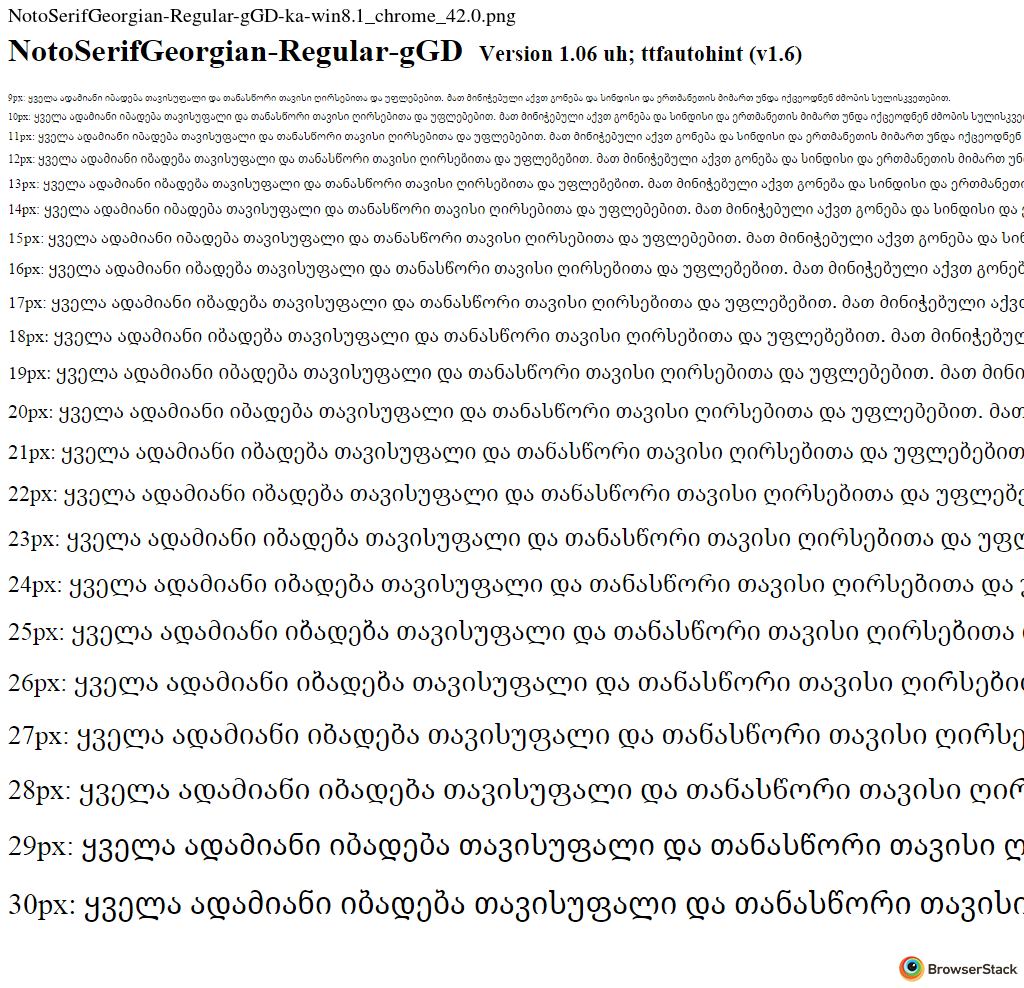 NotoSerifGeorgian-Regular-gGD-ka-win8.1_chrome_42.0.png
NotoSerifGeorgian-Regular-gGD Version 1.06 uh; ttfautohint (v1.6)
9px: ყველა ადამიანი იბადება თავისუფალი და თანასწორი თავისი ღირსებითა და უფლებებით. მათ მინიჭებული აქვთ გონება და სინდისი და ერთმანეთის მიმართ უნდა იქცეოდნენ ძმობის სულისკვეთებით.
10px: ყველა ადამიანი იბადება თავისუფალი და თანასწორი თავისი ღირსებითა და უფლებებით. მათ მინიჭებული აქვთ გონება და სინდისი და ერთმანეთის მიმართ უნდა იქცეოდნენ ძმობის სულისკვე
11px: ყველა ადამიანი იბადება თავისუფალი და თანასწორი თავისი ღირსებითა და უფლებებით. მათ მინიჭებული აქვთ გონება და სინდისი და ერთმანეთის მიმართ უნდა იქცეოდნენ
12px: ყველა ადამიანი იბადება თავისუფალი და თანასწორი თავისი ღირსებითა და უფლებებით. მათ მინიჭებული აქვთ გონება და სინდისი და ერთმანეთის მიმართ უნ
13px: ყველა ადამიანი იბადება თავისუფალი და თანასწორი თავისი ღირსებითა და უფლებებით. მათ მინიჭებული აქვთ გონება და სინდისი და ერთმანეთი
14px: ყველა ადამიანი იბადება თავისუფალი და თანასწორი თავისი ღირსებითა და უფლებებით. მათ მინიჭებული აქვთ გონება და სინდისი და
15px: ყველა ადამიანი იბადება თავისუფალი და თანასწორი თავისი ღირსებითა და უფლებებით. მათ მინიჭებული აქვთ გონება და სინ
16px: ყველა ადამიანი იბადება თავისუფალი და თანასწორი თავისი ღირსებითა და უფლებებით. მათ მინიჭებული აქვთ გონებ
17px: ყველა ადამიანი იბადება თავისუფალი და თანასწორი თავისი ღირსებითა და უფლებებით. მათ მინიჭებული აქვთ
18px: ყველა ადამიანი იბადება თავისუფალი და თანასწორი თავისი ღირსებითა და უფლებებით. მათ მინიჭებულ
19px: ყველა ადამიანი იბადება თავისუფალი და თანასწორი თავისი ღირსებითა და უფლებებით. მათ მინი
20px: ყველა ადამიანი იბადება თავისუფალი და თანასწორი თავისი ღირსებითა და უფლებებით. მათ
21px: ყველა ადამიანი იბადება თავისუფალი და თანასწორი თავისი ღირსებითა და უფლებებით
22px: ყველა ადამიანი იბადება თავისუფალი და თანასწორი თავისი ღირსებითა და უფლებე
23px: ყველა ადამიანი იბადება თავისუფალი და თანასწორი თავისი ღირსებითა და უფლ
24px: ყველა ადამიანი იბადება თავისუფალი და თანასწორი თავისი ღირსებითა და
25px: ყველა ადამიანი იბადება თავისუფალი და თანასწორი თავისი ღირსებითა
26px: ყველა ადამიანი იბადება თავისუფალი და თანასწორი თავისი ღირსები
27px: ყველა ადამიანი იბადება თავისუფალი და თანასწორი თავისი ღირსე
28px: ყველა ადამიანი იბადება თავისუფალი და თანასწორი თავისი ღირ
29px: ყველა ადამიანი იბადება თავისუფალი და თანასწორი თავისი ღ
30px: ყველა ადამიანი იბადება თავისუფალი და თანასწორი თავისი
BrowserStack